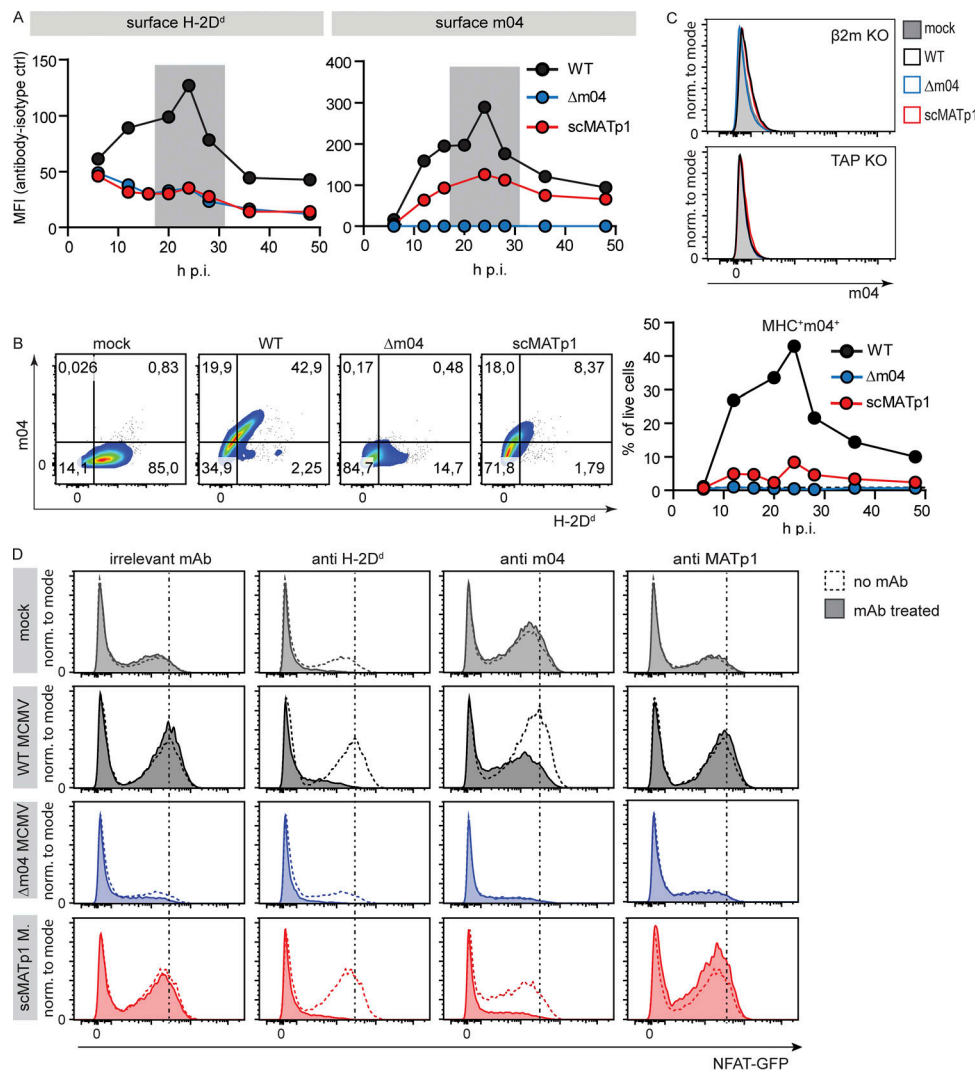 A
surface H-2Dᵈ
surface m04
MFI (antibody-isotype ctrl)
150
100
50
0
0 10 20 30 40 50
h p.i.
400
300
200
100
0
0 10 20 30 40 50
h p.i.
WT
Δm04
scMATp1
C
norm. to mode
0
β2m KO
norm. to mode
0
TAP KO
0
m04
mock
WT
Δm04
scMATp1
B
mock
WT
Δm04
scMATp1
m04
0
0,026 0,83
14,1 85,0
19,9 42,9
34,9 2,25
0,17 0,48
84,7 14,7
18,0 8,37
71,8 1,79
0 0 0 0
H-2Dᵈ
MHC⁺m04⁺
% of live cells
50
40
30
20
10
0
0 10 20 30 40 50
h p.i.
WT
Δm04
scMATp1
D
irrelevant mAb
anti H-2Dᵈ
anti m04
anti MATp1
no mAb
mAb treated
mock
norm. to mode
0
WT MCMV
norm. to mode
0
Δm04 MCMV
norm. to mode
0
scMATp1 M.
norm. to mode
0
0 0 0 0
NFAT-GFP